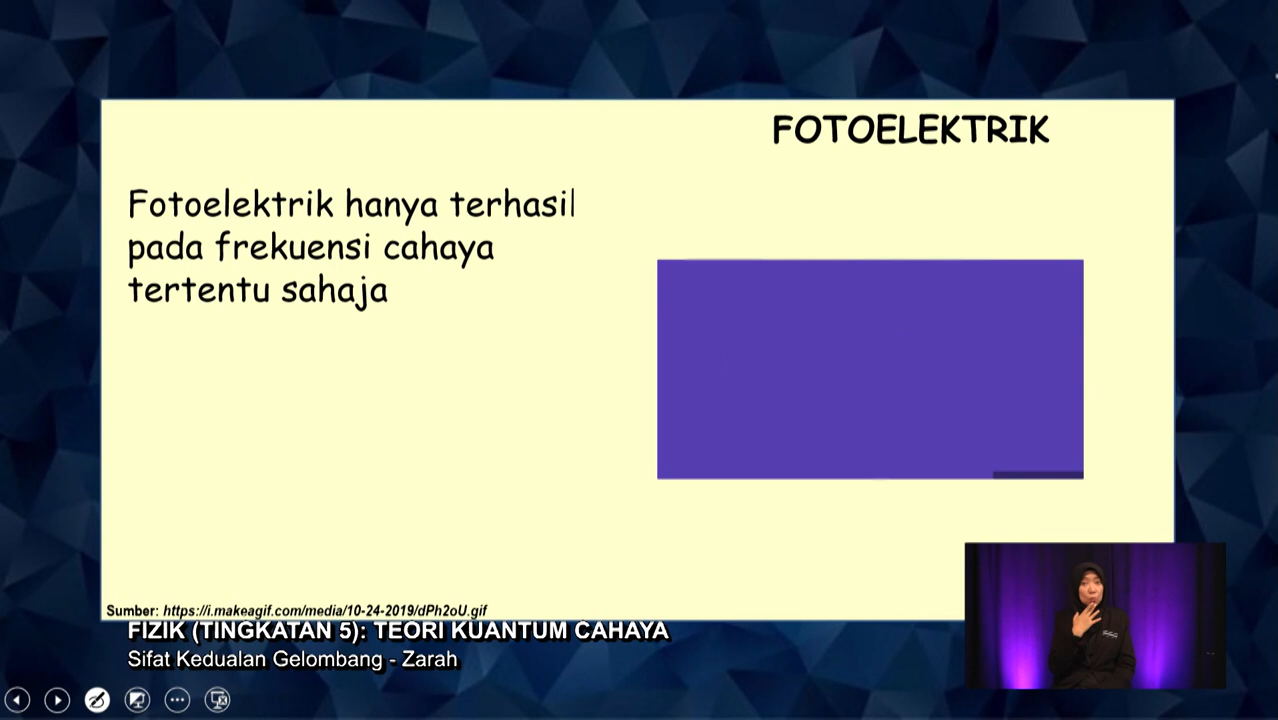 FOTOELEKTRIK
Fotoelektrik hanya terhasil
pada frekuensi cahaya
tertentu sahaja
Sumber: https://i.makeagif.com/media/10-24-2019/dPh2oU.gif
FIZIK (TINGKATAN 5): TEORI KUANTUM CAHAYA
Sifat Kedualan Gelombang - Zarah